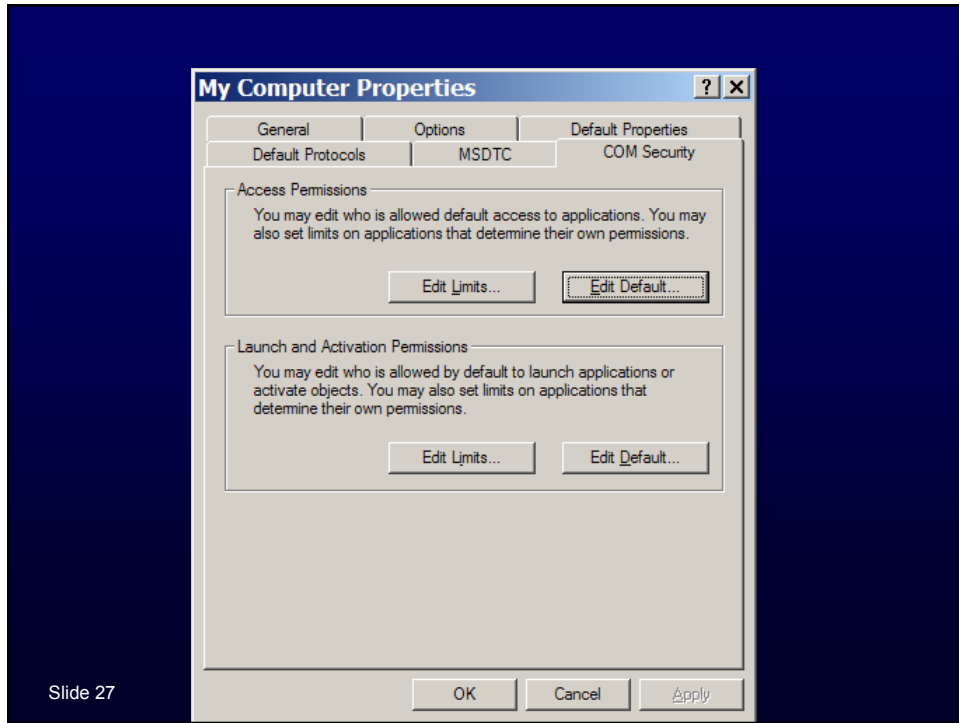 My Computer Properties
? X
General Options Default Properties
Default Protocols MSDTC COM Security
Access Permissions
You may edit who is allowed default access to applications. You may
also set limits on applications that determine their own permissions.
Edit Limits... Edit Default...
Launch and Activation Permissions
You may edit who is allowed by default to launch applications or
activate objects. You may also set limits on applications that
determine their own permissions.
Edit Limits... Edit Default...
Slide 27
OK Cancel Apply